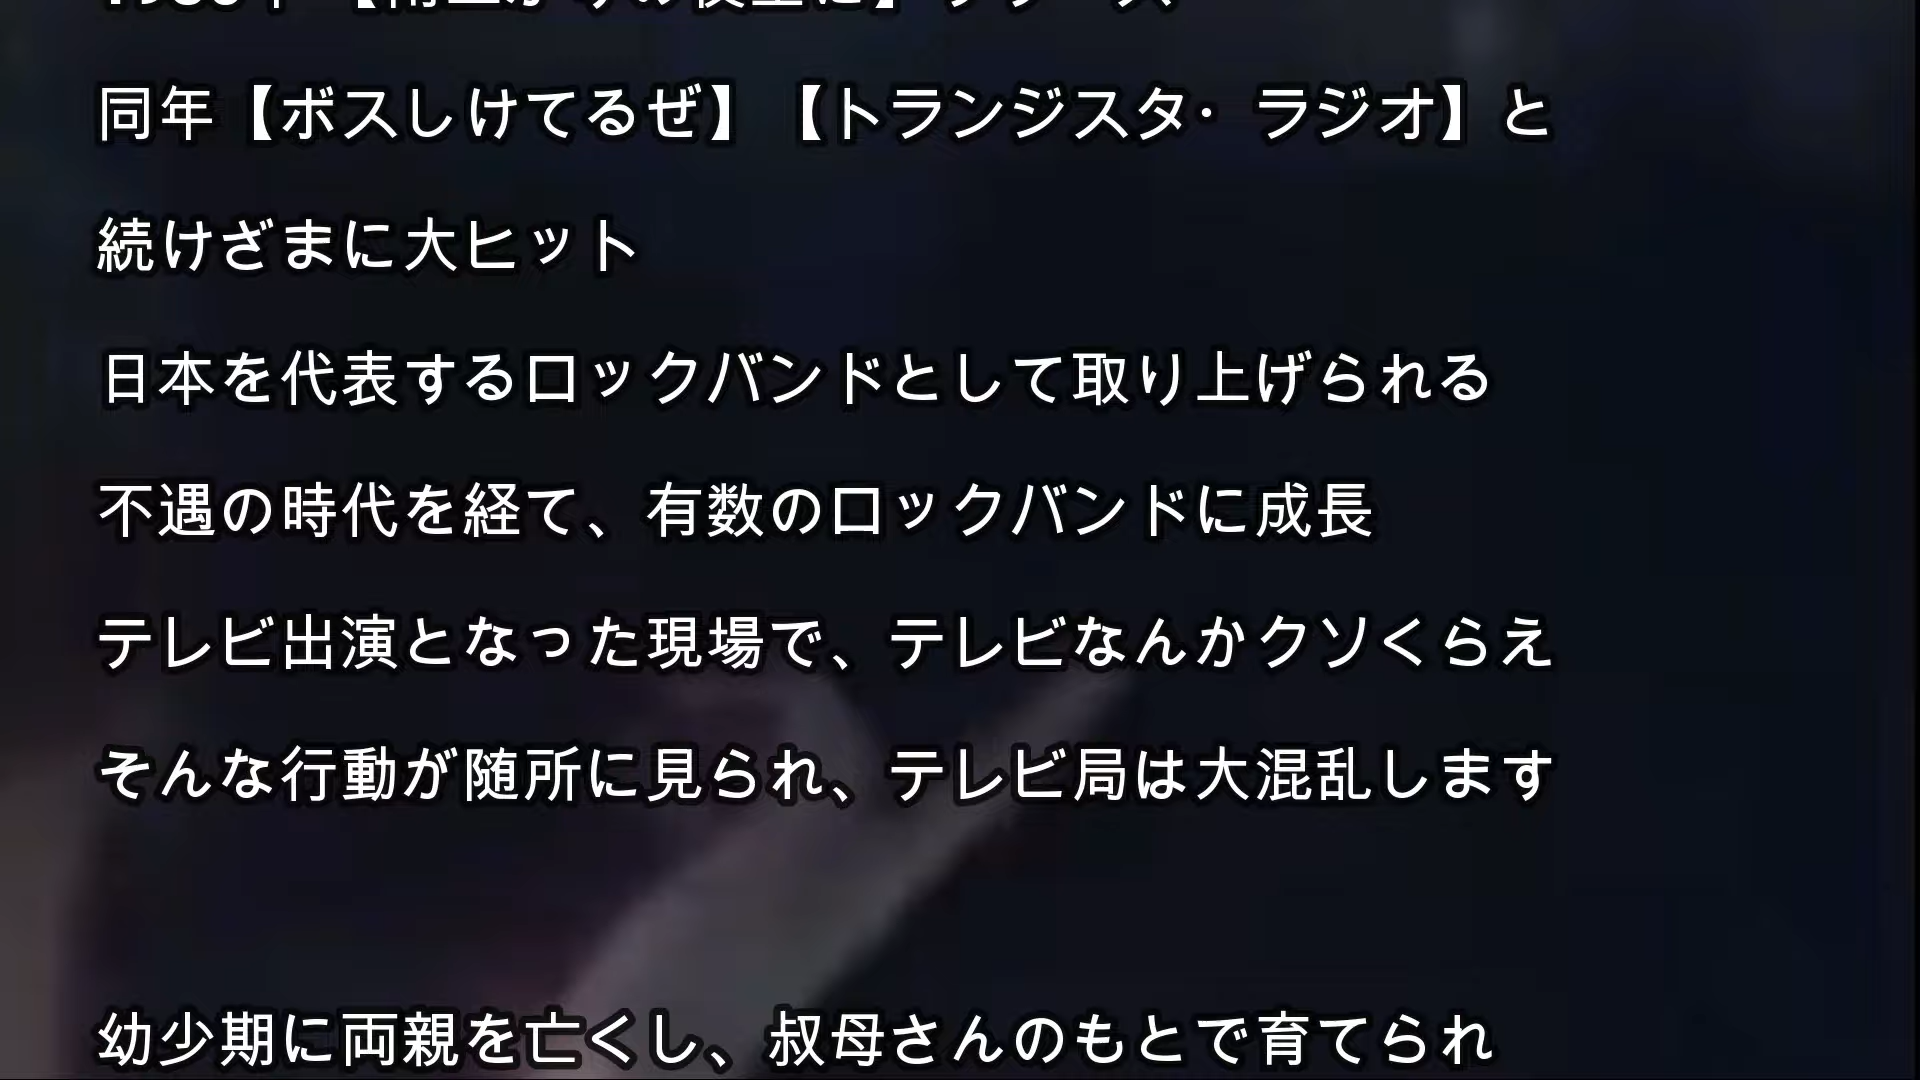 同年【ボスしけてるぜ】【トランジスタ・ラジオ】と
続けざまに大ヒット
日本を代表するロックバンドとして取り上げられる
不遇の時代を経て、有数のロックバンドに成長
テレビ出演となった現場で、テレビなんかクソくらえ
そんな行動が随所に見られ、テレビ局は大混乱します
幼少期に両親を亡くし、叔母さんのもとで育てられ